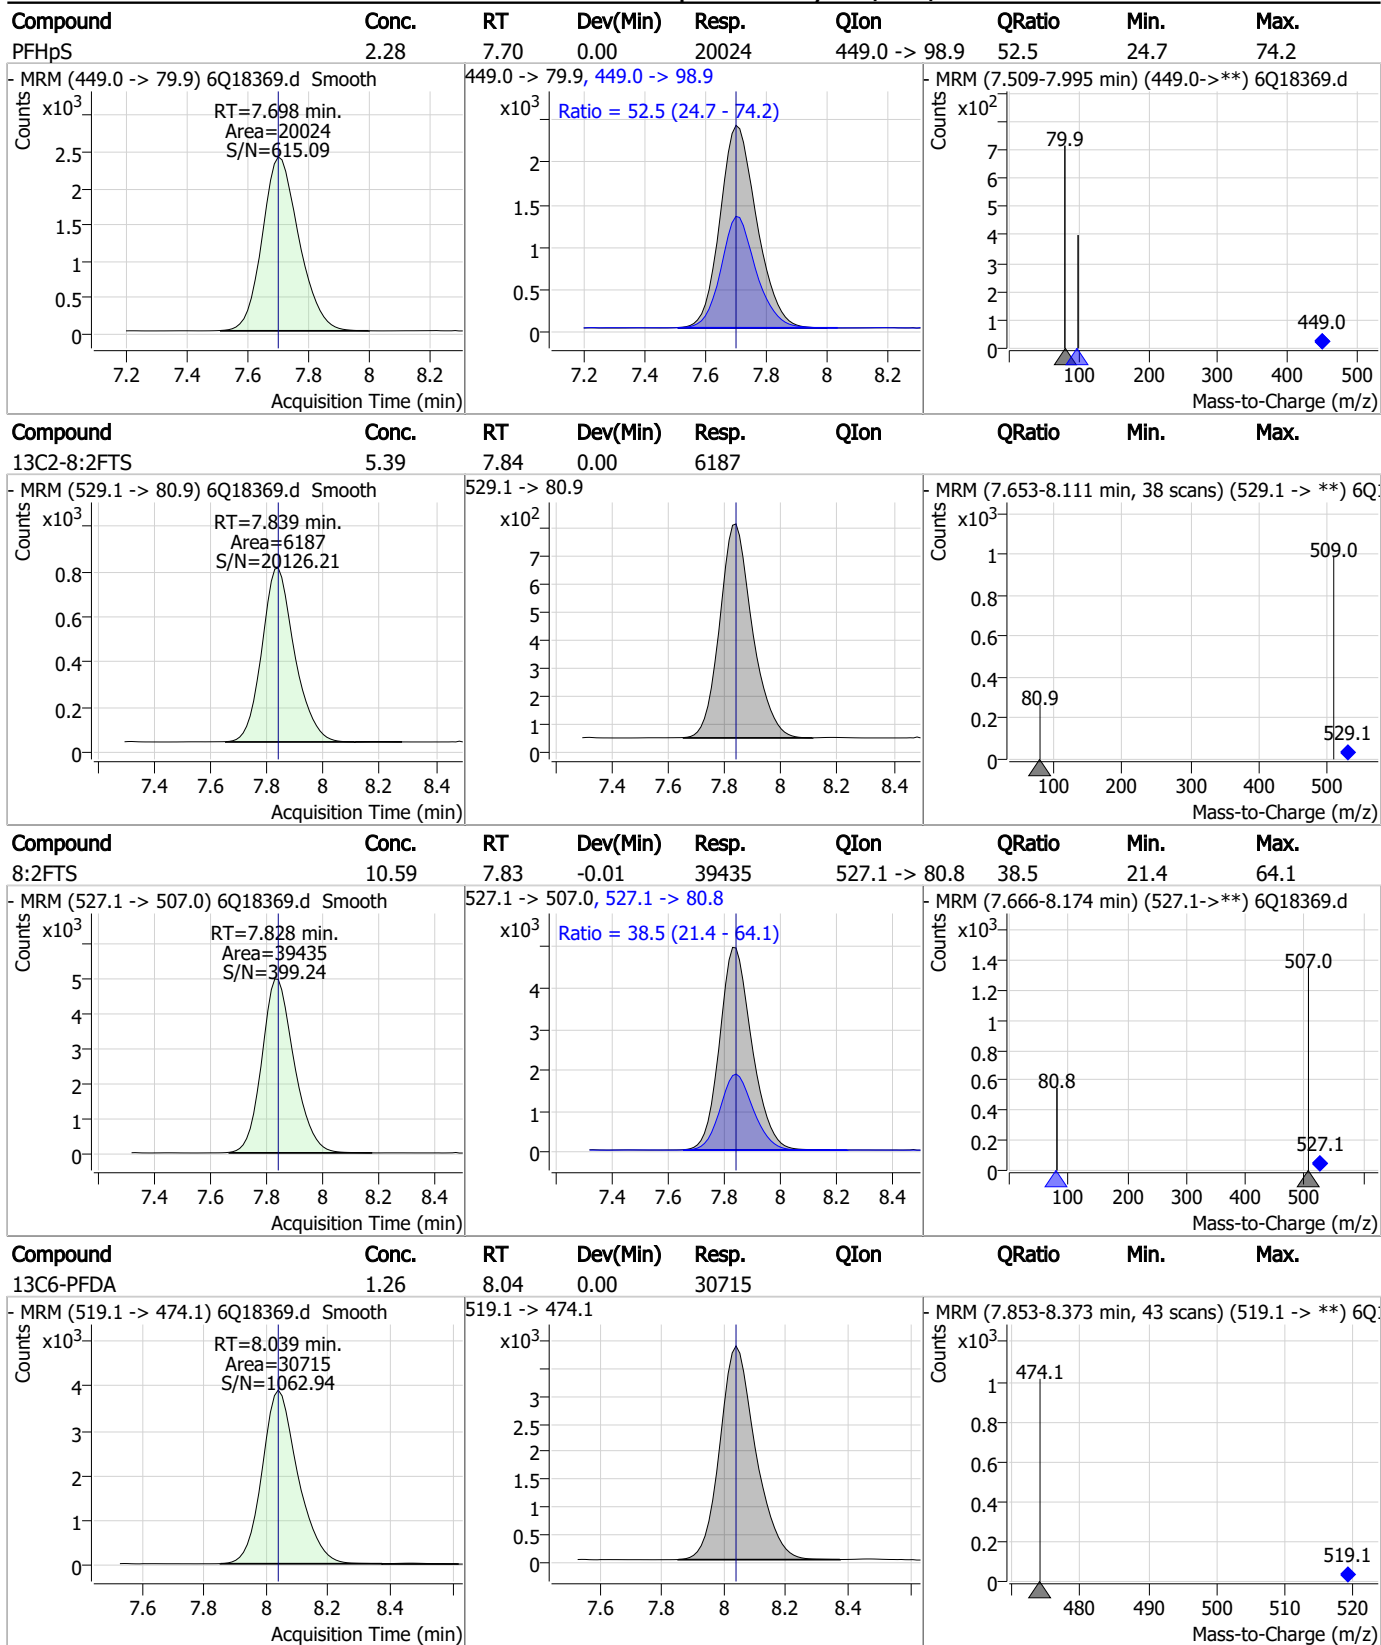 Compound Conc. RT Dev(Min) Resp. QIon QRatio Min. Max.
PFHpS 2.28 7.70 0.00 20024 449.0 -> 98.9 52.5 24.7 74.2
- MRM (449.0 -> 79.9) 6Q18369.d Smooth
Counts
x10³
RT=7.698 min.
Area=20024
S/N=615.09
2.5
2
1.5
1
0.5
0
7.2 7.4 7.6 7.8 8 8.2
Acquisition Time (min)
449.0 -> 79.9, 449.0 -> 98.9
x10³
Ratio = 52.5 (24.7 - 74.2)
2
1.5
1
0.5
0
7.2 7.4 7.6 7.8 8 8.2
- MRM (7.509-7.995 min) (449.0->**) 6Q18369.d
Counts
x10²
79.9
7
6
5
4
3
2
1
0
449.0
100 200 300 400 500
Mass-to-Charge (m/z)
Compound Conc. RT Dev(Min) Resp. QIon QRatio Min. Max.
13C2-8:2FTS 5.39 7.84 0.00 6187
- MRM (529.1 -> 80.9) 6Q18369.d Smooth
Counts
x10³
RT=7.839 min.
Area=6187
S/N=20126.21
0.8
0.6
0.4
0.2
0
7.4 7.6 7.8 8 8.2 8.4
Acquisition Time (min)
529.1 -> 80.9
x10²
7
6
5
4
3
2
1
0
7.4 7.6 7.8 8 8.2 8.4
- MRM (7.653-8.111 min, 38 scans) (529.1 -> **) 6Q
Counts
x10³
509.0
1
0.8
0.6
0.4
80.9
0.2
529.1
0
100 200 300 400 500
Mass-to-Charge (m/z)
Compound Conc. RT Dev(Min) Resp. QIon QRatio Min. Max.
8:2FTS 10.59 7.83 -0.01 39435 527.1 -> 80.8 38.5 21.4 64.1
- MRM (527.1 -> 507.0) 6Q18369.d Smooth
Counts
x10³
RT=7.828 min.
Area=39435
S/N=399.24
5
4
3
2
1
0
7.4 7.6 7.8 8 8.2 8.4
Acquisition Time (min)
527.1 -> 507.0, 527.1 -> 80.8
x10³
Ratio = 38.5 (21.4 - 64.1)
4
3
2
1
0
7.4 7.6 7.8 8 8.2 8.4
- MRM (7.666-8.174 min) (527.1->**) 6Q18369.d
Counts
x10³
507.0
1.4
1.2
1
0.8
0.6
80.8
0.4
0.2
527.1
0
100 200 300 400 500
Mass-to-Charge (m/z)
Compound Conc. RT Dev(Min) Resp. QIon QRatio Min. Max.
13C6-PFDA 1.26 8.04 0.00 30715
- MRM (519.1 -> 474.1) 6Q18369.d Smooth
Counts
x10³
RT=8.039 min.
Area=30715
S/N=1062.94
4
3
2
1
0
7.6 7.8 8 8.2 8.4
Acquisition Time (min)
519.1 -> 474.1
x10³
3
2.5
2
1.5
1
0.5
0
7.6 7.8 8 8.2 8.4
- MRM (7.853-8.373 min, 43 scans) (519.1 -> **) 6Q
Counts
x10³
474.1
1
0.8
0.6
0.4
0.2
519.1
0
480 490 500 510 520
Mass-to-Charge (m/z)